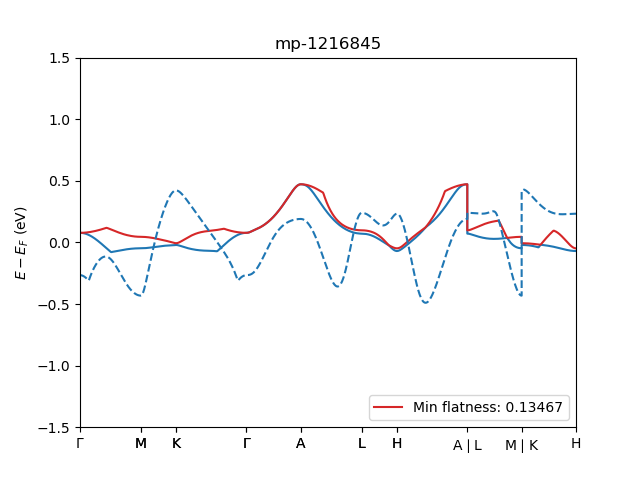 mp-1216845
1.5
1.0
0.5
0.0
−0.5
−1.0
−1.5
E − E_F (eV)
Min flatness: 0.13467
Γ M K Γ A L H A | L M | K H